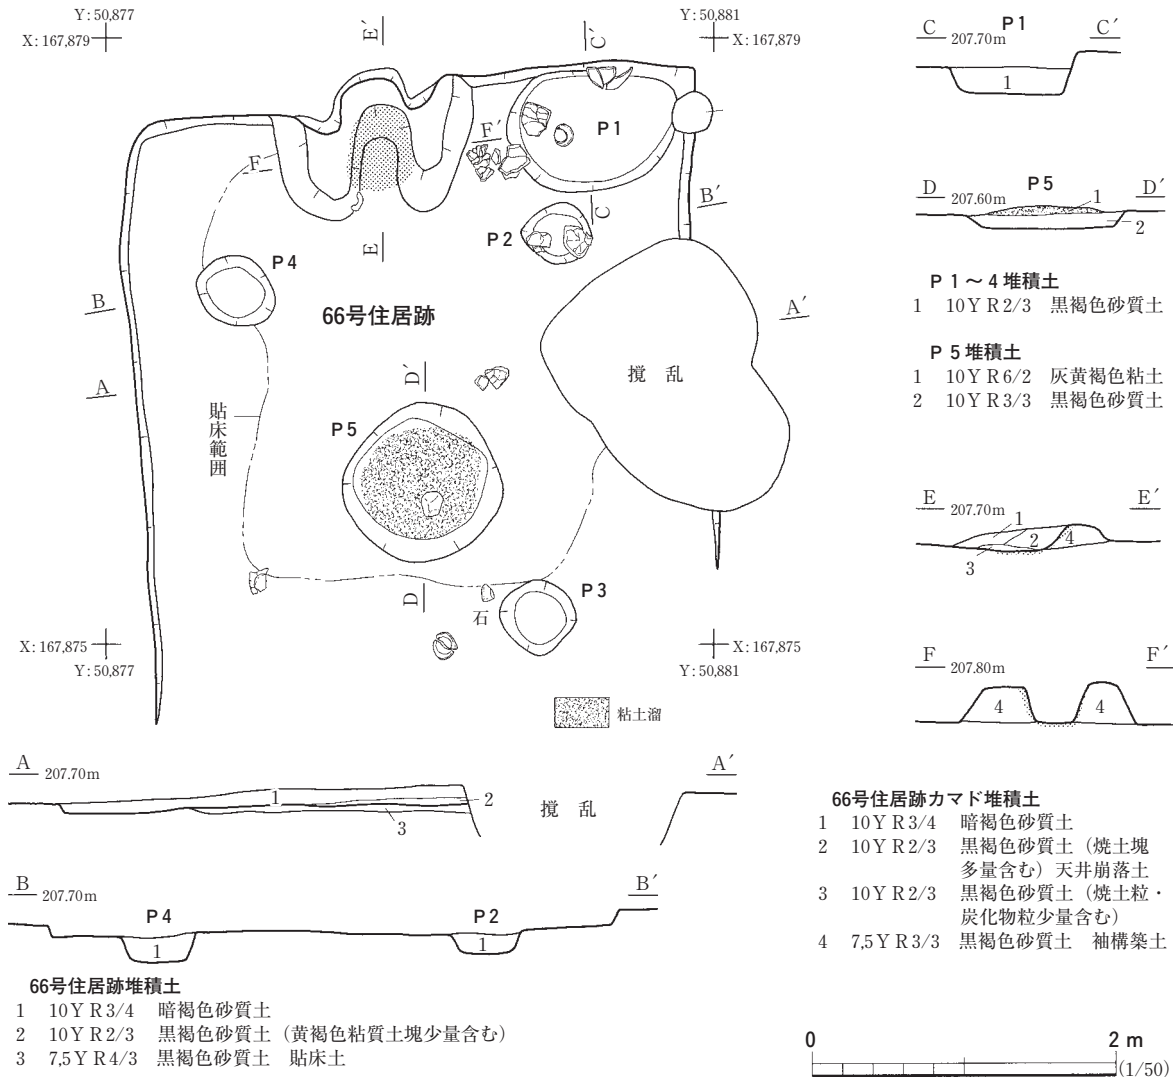 Y: 50,877
X: 167,879
E′
C′
Y: 50,881
X: 167,879
P1
F′
F
B′
C
P2
E
P4
B
66号住居跡
A′
A
D′
撹乱
貼床範囲
P5
P3
D
石
X: 167,875
Y: 50,877
X: 167,875
Y: 50,881
粘土溜
C 207.70m P1 C′
1
D 207.60m P5 D′
1
2
P1～4堆積土
1 10YR2/3 黒褐色砂質土
P5堆積土
1 10YR6/2 灰黄褐色粘土
2 10YR3/3 黒褐色砂質土
E 207.70m E′
1
2
4
3
F 207.80m F′
4 4
A 207.70m A′
1
2
撹乱
3
B 207.70m B′
P4 P2
1 1
66号住居跡堆積土
1 10YR3/4 暗褐色砂質土
2 10YR2/3 黒褐色砂質土（黄褐色粘質土塊少量含む）
3 7,5YR4/3 黒褐色砂質土 貼床土
66号住居跡カマド堆積土
1 10YR3/4 暗褐色砂質土
2 10YR2/3 黒褐色砂質土（焼土塊
多量含む）天井崩落土
3 10YR2/3 黒褐色砂質土（焼土粒・
炭化物粒少量含む）
4 7,5YR3/3 黒褐色砂質土 袖構築土
0 2m
(1/50)